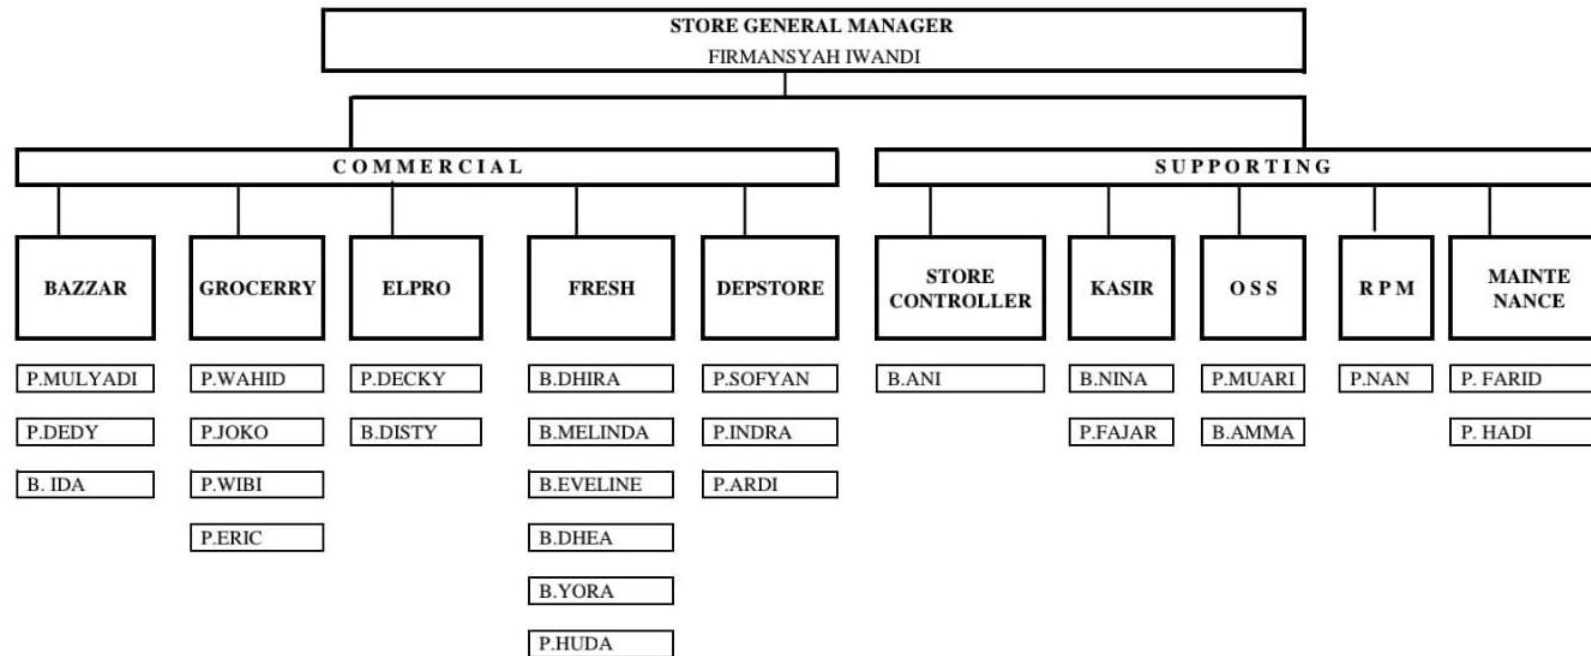 STORE GENERAL MANAGER
FIRMANSYAH IWANDI
COMMERCIAL
SUPPORTING
BAZZAR
GROCERRY
ELPRO
FRESH
DEPSTORE
STORE
CONTROLLER
KASIR
OSS
RPM
MAINTE
NANCE
P.MULYADI
P.DEDY
B. IDA
P.WAHID
P.JOKO
P.WIBI
P.ERIC
P.DECKY
B.DISTY
B.DHIRA
B.MELINDA
B.EVELINE
B.DHEA
B.YORA
P.HUDA
P.SOFYAN
P.INDRA
P.ARDI
B.ANI
B.NINA
P.FAJAR
P.MUARI
B.AMMA
P.NAN
P. FARID
P. HADI